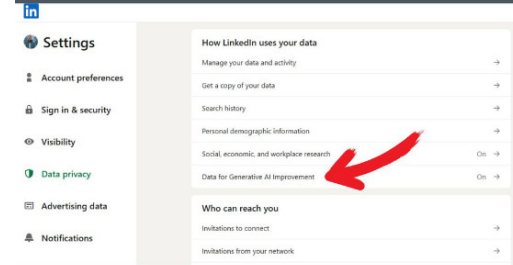 in
Settings
Account preferences
Sign in & security
Visibility
Data privacy
Advertising data
Notifications
How LinkedIn uses your data
Manage your data and activity
Get a copy of your data
Search history
Personal demographic information
Social, economic, and workplace research On
Data for Generative AI Improvement On
Who can reach you
Invitations to connect
Invitations from your network